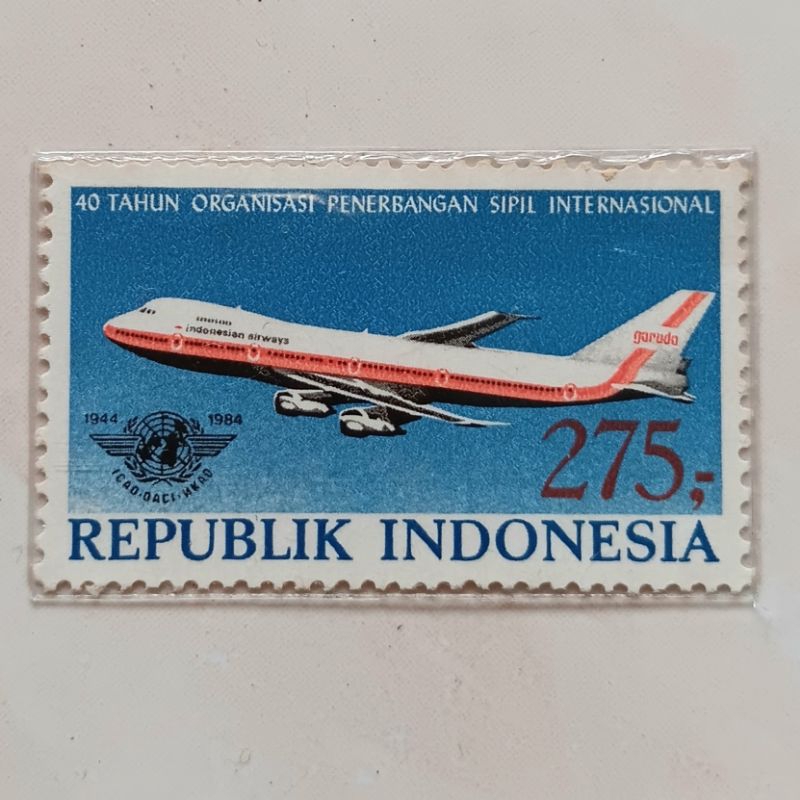 40 TAHUN ORGANISASI PENERBANGAN SIPIL INTERNASIONAL
indonesian airways
garuda
1944 1984
ICAO·OACI·ИКАО
275,-
REPUBLIK INDONESIA